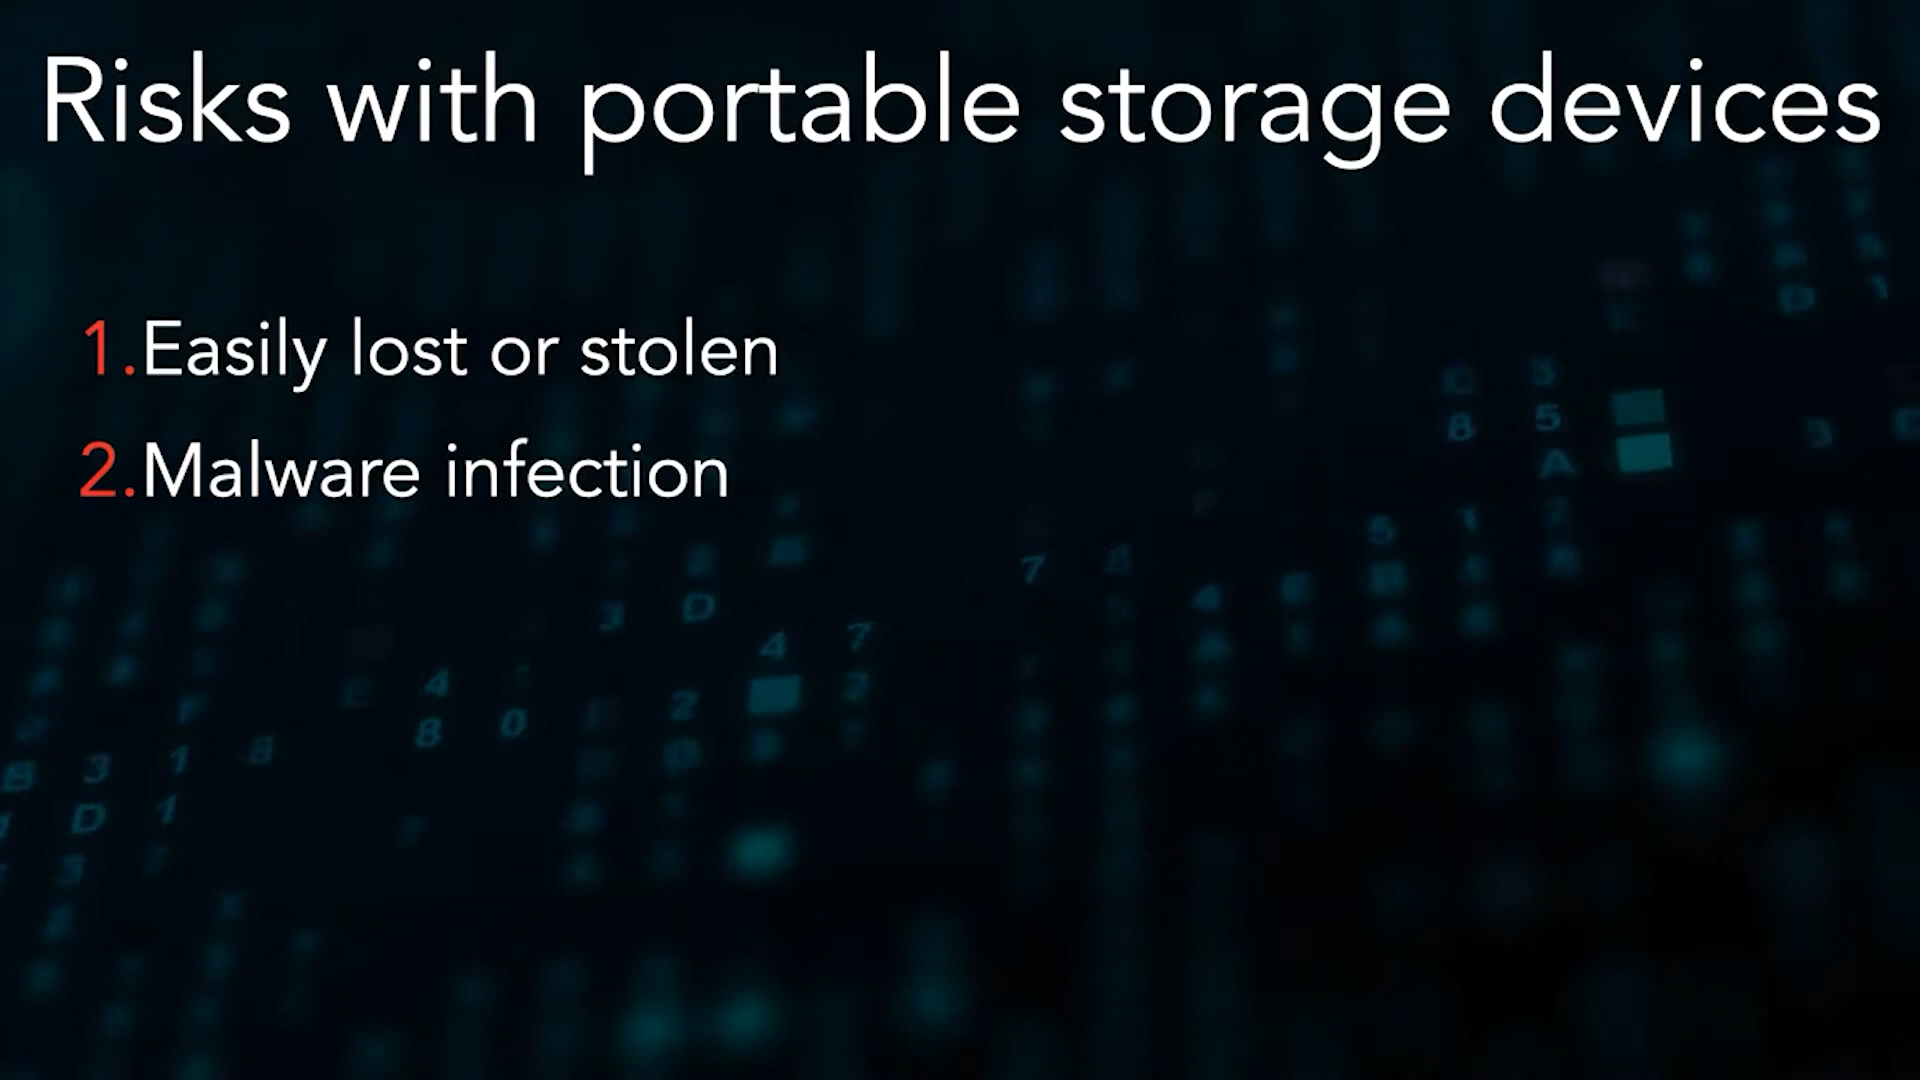 Risks with portable storage devices
1.Easily lost or stolen
2.Malware infection